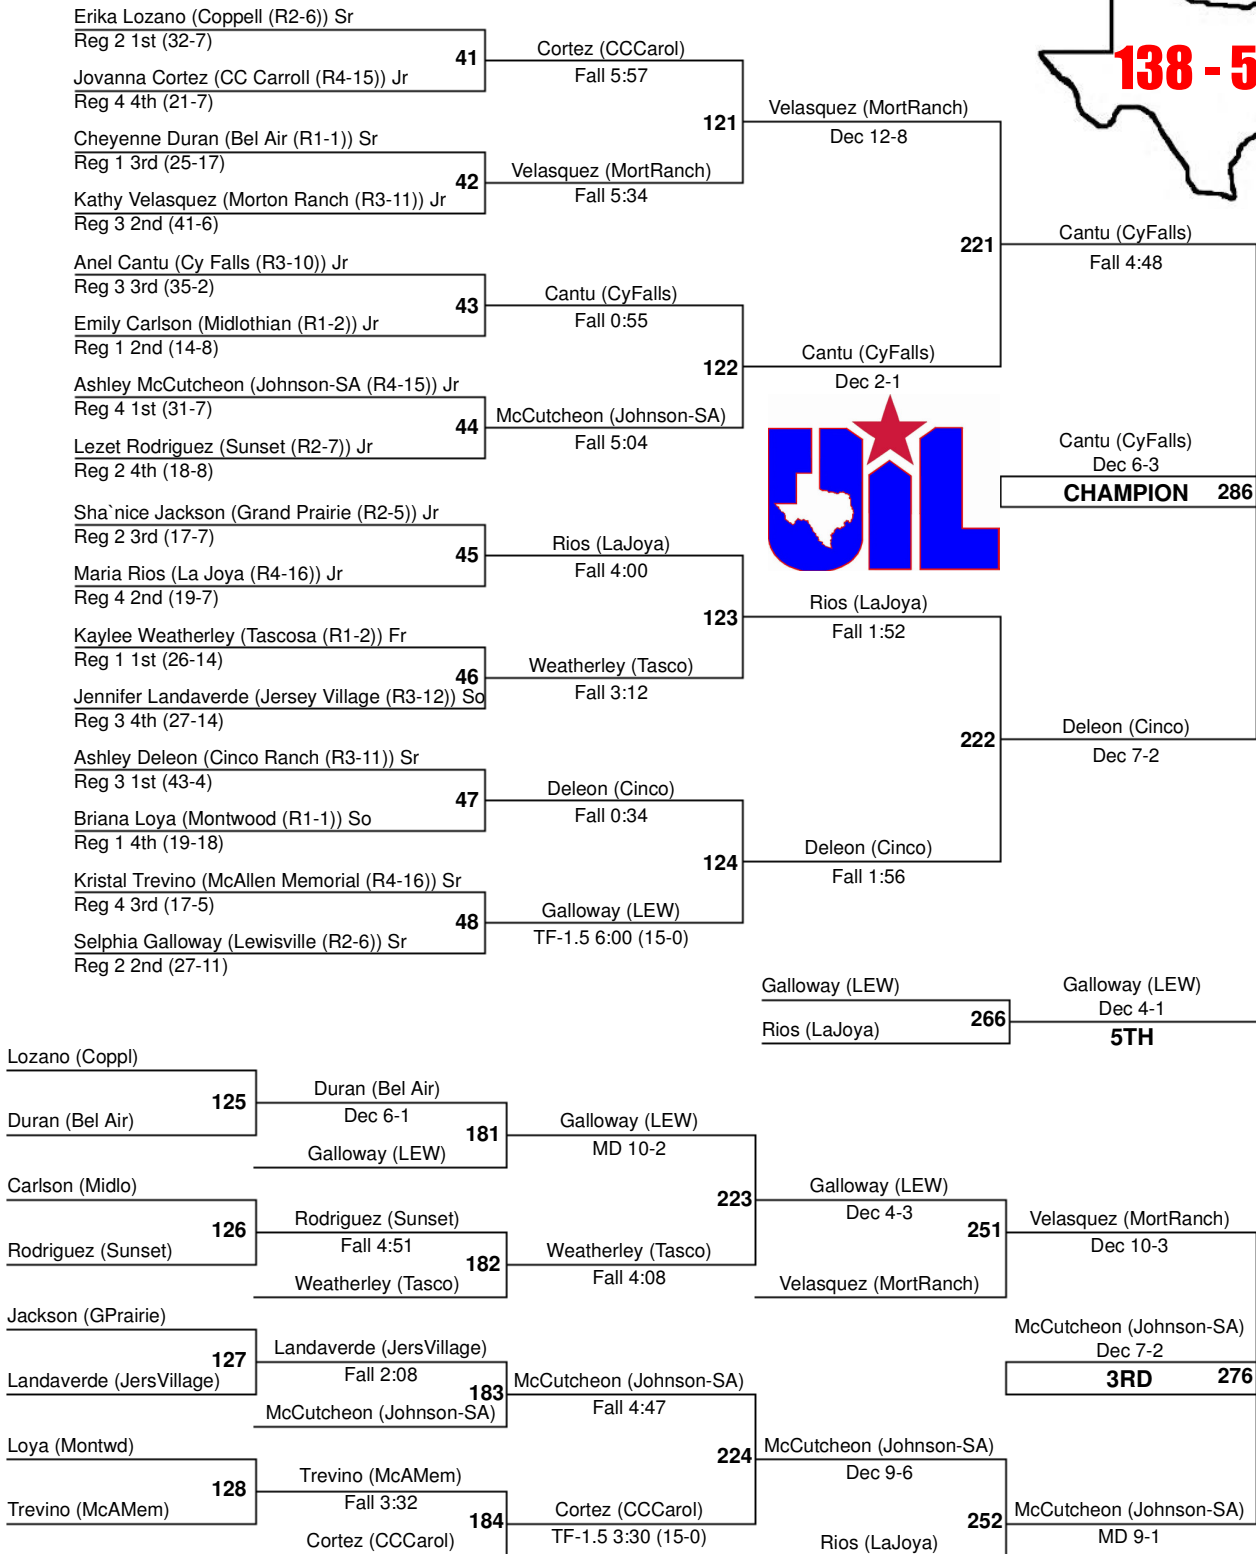 138 - 5
Erika Lozano (Coppell (R2-6)) Sr
Reg 2 1st (32-7)
41
Jovanna Cortez (CC Carroll (R4-15)) Jr
Reg 4 4th (21-7)
Cortez (CCCarol)
Fall 5:57
121
Cheyenne Duran (Bel Air (R1-1)) Sr
Reg 1 3rd (25-17)
42
Kathy Velasquez (Morton Ranch (R3-11)) Jr
Reg 3 2nd (41-6)
Velasquez (MortRanch)
Fall 5:34
Velasquez (MortRanch)
Dec 12-8
221
Anel Cantu (Cy Falls (R3-10)) Jr
Reg 3 3rd (35-2)
43
Emily Carlson (Midlothian (R1-2)) Jr
Reg 1 2nd (14-8)
Cantu (CyFalls)
Fall 0:55
122
Ashley McCutcheon (Johnson-SA (R4-15)) Jr
Reg 4 1st (31-7)
44
Lezet Rodriguez (Sunset (R2-7)) Jr
Reg 2 4th (18-8)
McCutcheon (Johnson-SA)
Fall 5:04
Cantu (CyFalls)
Dec 2-1
Cantu (CyFalls)
Fall 4:48
UIL
Cantu (CyFalls)
Dec 6-3
CHAMPION 286
Sha`nice Jackson (Grand Prairie (R2-5)) Jr
Reg 2 3rd (17-7)
45
Maria Rios (La Joya (R4-16)) Jr
Reg 4 2nd (19-7)
Rios (LaJoya)
Fall 4:00
123
Kaylee Weatherley (Tascosa (R1-2)) Fr
Reg 1 1st (26-14)
46
Jennifer Landaverde (Jersey Village (R3-12)) So
Reg 3 4th (27-14)
Weatherley (Tasco)
Fall 3:12
Rios (LaJoya)
Fall 1:52
222
Ashley Deleon (Cinco Ranch (R3-11)) Sr
Reg 3 1st (43-4)
47
Briana Loya (Montwood (R1-1)) So
Reg 1 4th (19-18)
Deleon (Cinco)
Fall 0:34
124
Kristal Trevino (McAllen Memorial (R4-16)) Sr
Reg 4 3rd (17-5)
48
Selphia Galloway (Lewisville (R2-6)) Sr
Reg 2 2nd (27-11)
Galloway (LEW)
TF-1.5 6:00 (15-0)
Deleon (Cinco)
Fall 1:56
Deleon (Cinco)
Dec 7-2
Galloway (LEW)
266
Rios (LaJoya)
Galloway (LEW)
Dec 4-1
5TH
Lozano (Coppl)
125
Duran (Bel Air)
Duran (Bel Air)
Dec 6-1
181
Galloway (LEW)
Galloway (LEW)
MD 10-2
223
Carlson (Midlo)
126
Rodriguez (Sunset)
Rodriguez (Sunset)
Fall 4:51
182
Weatherley (Tasco)
Weatherley (Tasco)
Fall 4:08
Galloway (LEW)
Dec 4-3
251
Velasquez (MortRanch)
Velasquez (MortRanch)
Dec 10-3
Jackson (GPrairie)
127
Landaverde (JersVillage)
Landaverde (JersVillage)
Fall 2:08
183
McCutcheon (Johnson-SA)
McCutcheon (Johnson-SA)
Fall 4:47
224
McCutcheon (Johnson-SA)
Dec 7-2
3RD 276
Loya (Montwd)
128
Trevino (McAMem)
Trevino (McAMem)
Fall 3:32
184
Cortez (CCCarol)
Cortez (CCCarol)
TF-1.5 3:30 (15-0)
McCutcheon (Johnson-SA)
Dec 9-6
252
Rios (LaJoya)
McCutcheon (Johnson-SA)
MD 9-1